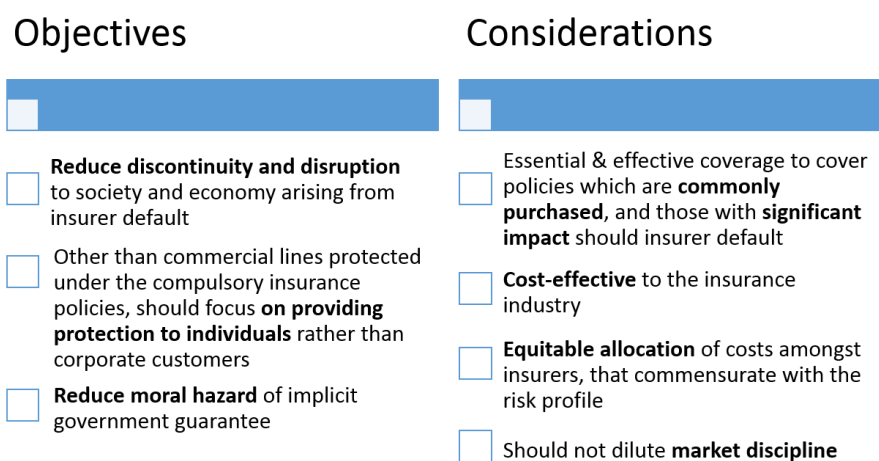 Objectives
Reduce discontinuity and disruption
to society and economy arising from
insurer default
Other than commercial lines protected
under the compulsory insurance
policies, should focus on providing
protection to individuals rather than
corporate customers
Reduce moral hazard of implicit
government guarantee
Considerations
Essential & effective coverage to cover
policies which are commonly
purchased, and those with significant
impact should insurer default
Cost-effective to the insurance
industry
Equitable allocation of costs amongst
insurers, that commensurate with the
risk profile
Should not dilute market discipline